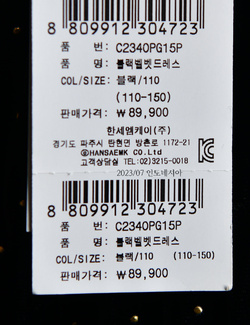 8 809912 304723
품 번: C2340PG15P
품 명: 블랙벨벳드레스
COL/SIZE: 블랙/110
(110-150)
판매가격: ₩89,900
한세엠케이(주)
경기도 파주시 탄현면 방촌로 1172-21
@HANSAEMK CO.Ltd
고객상담실 TEL:02)3215-0018
2023/07 인도네시아
8 809912 304723
품 번: C2340PG15P
품 명: 블랙벨벳드레스
COL/SIZE: 블랙/110 (110-150)
판매가격: ₩89,900